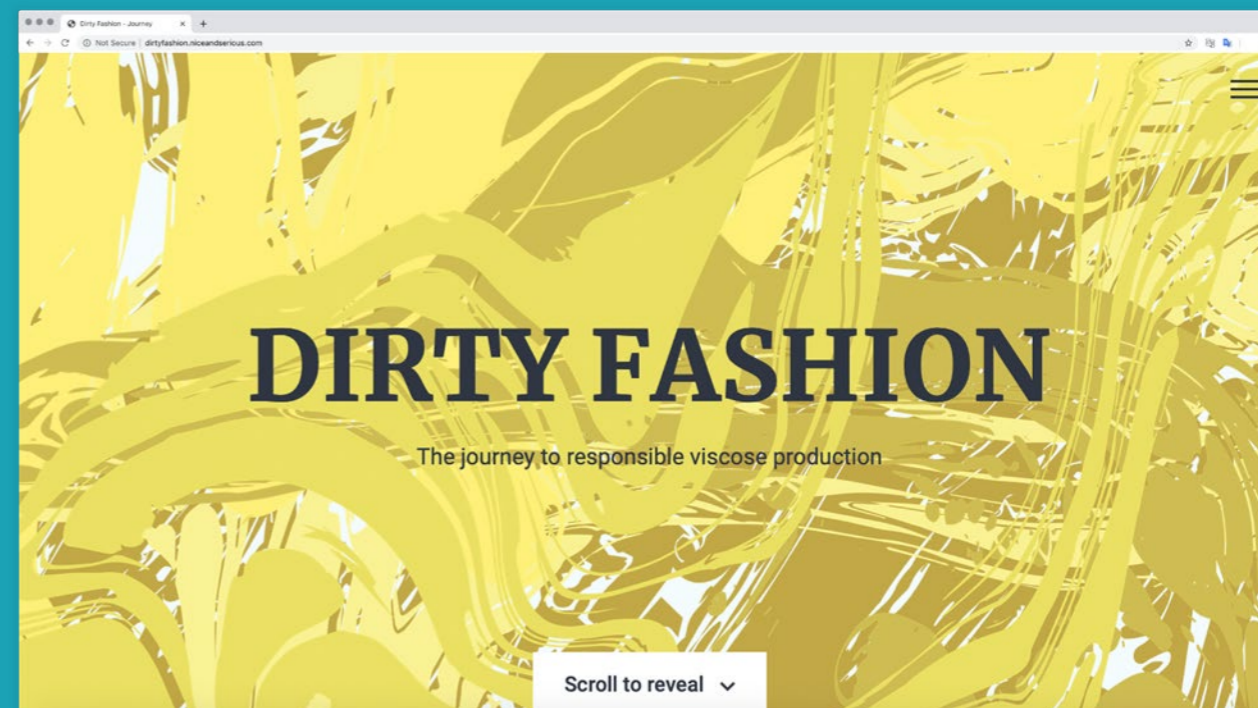 Dirty Fashion - Journey
Not Secure dirtyfashion.niceandserious.com
DIRTY FASHION
The journey to responsible viscose production
Scroll to reveal